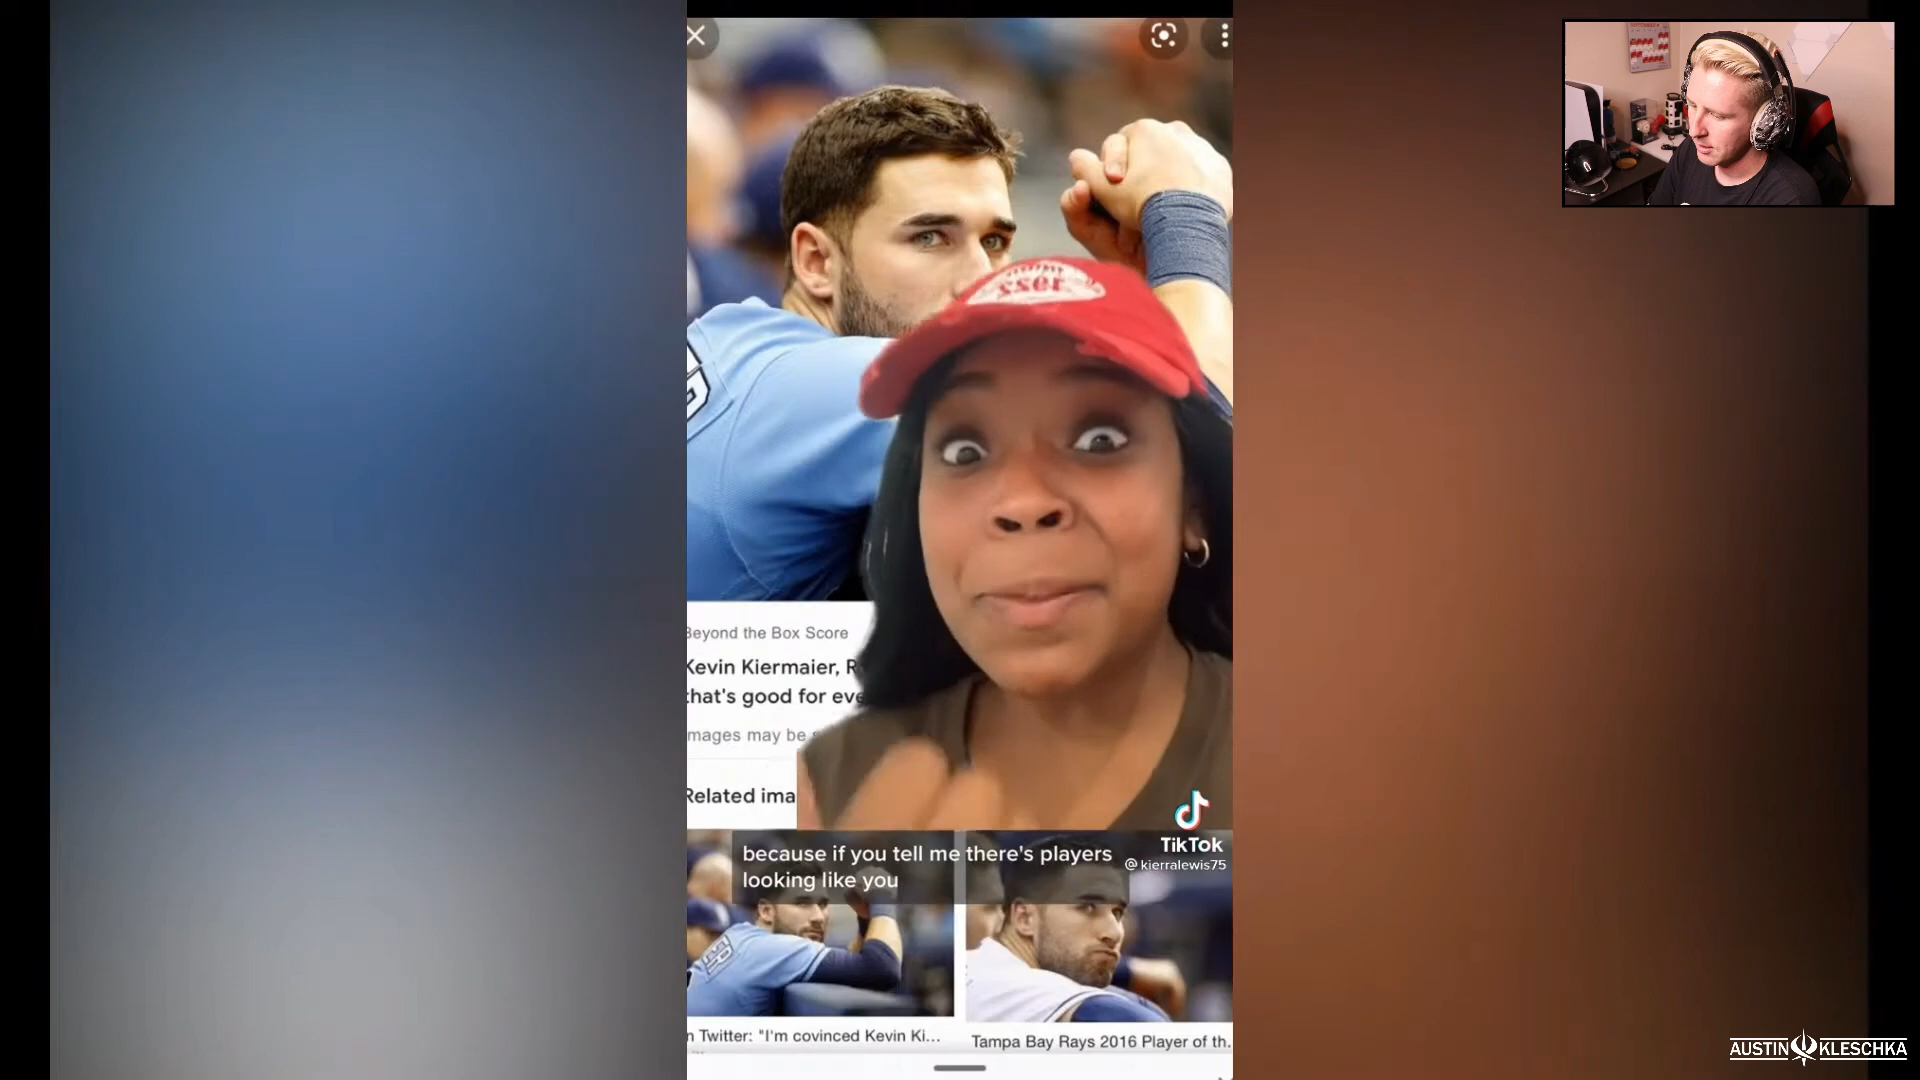 Beyond the Box Score
Kevin Kiermaier, R
that's good for eve
mages may be
Related ima
because if you tell me there's players
looking like you
TikTok
@kierralewis75
n Twitter: "I'm covinced Kevin Ki...
Tampa Bay Rays 2016 Player of th.
AUSTIN KLESCHKA